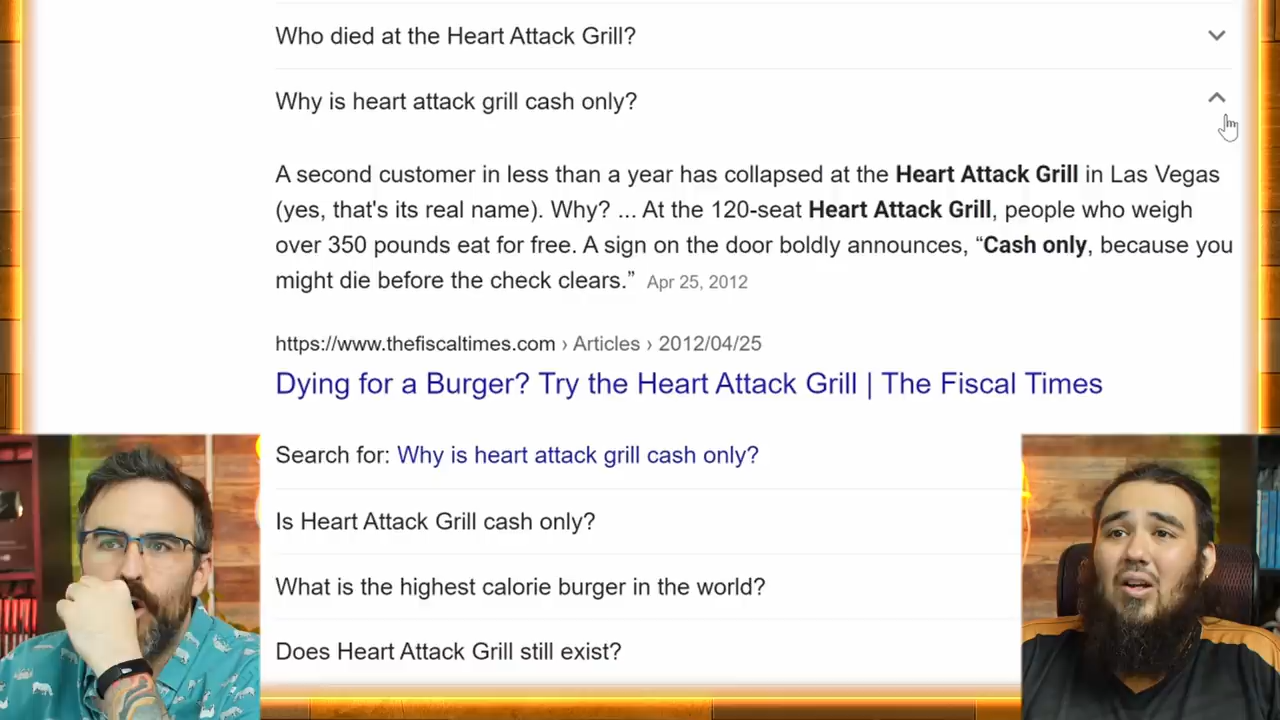 Who died at the Heart Attack Grill?
Why is heart attack grill cash only?
A second customer in less than a year has collapsed at the Heart Attack Grill in Las Vegas
(yes, that's its real name). Why? ... At the 120-seat Heart Attack Grill, people who weigh
over 350 pounds eat for free. A sign on the door boldly announces, “Cash only, because you
might die before the check clears.” Apr 25, 2012
https://www.thefiscaltimes.com › Articles › 2012/04/25
Dying for a Burger? Try the Heart Attack Grill | The Fiscal Times
Search for: Why is heart attack grill cash only?
Is Heart Attack Grill cash only?
What is the highest calorie burger in the world?
Does Heart Attack Grill still exist?